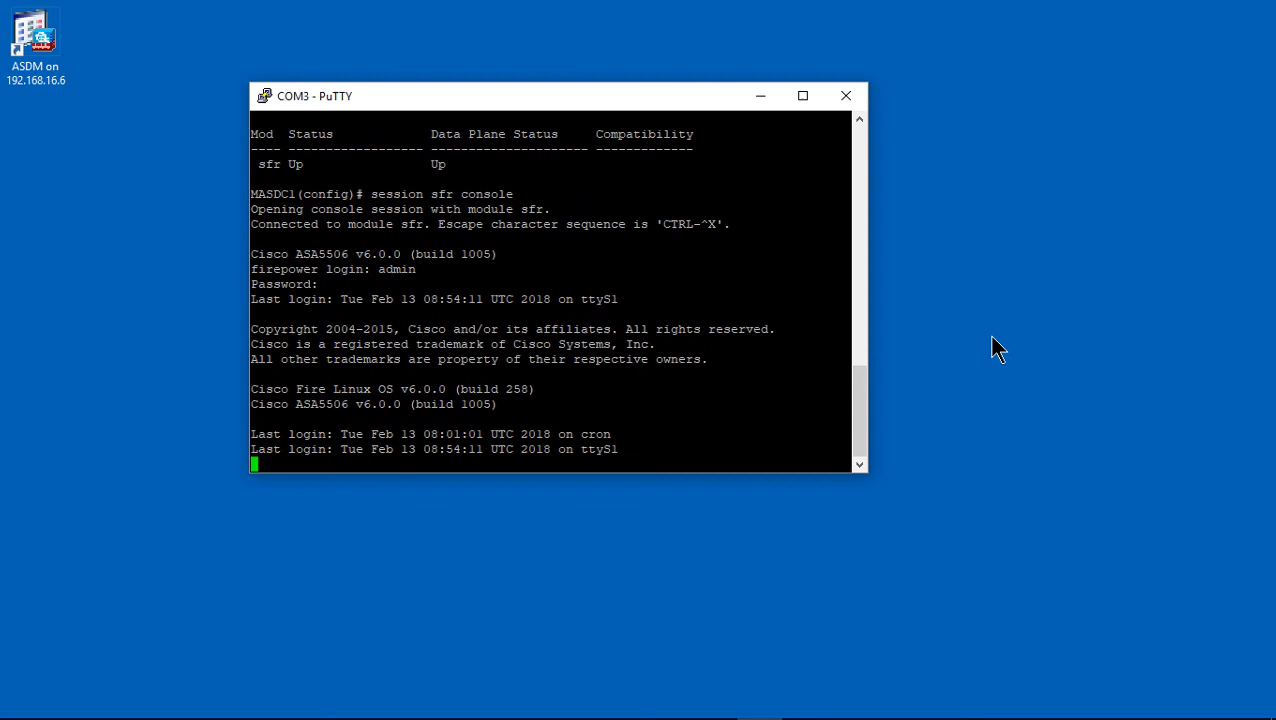 ASDM on
192.168.16.6
COM3 - PuTTY
Mod  Status             Data Plane Status     Compatibility
---- ------------------ --------------------- -------------
 sfr Up                 Up
MASDC1(config)# session sfr console
Opening console session with module sfr.
Connected to module sfr. Escape character sequence is 'CTRL-^X'.
Cisco ASA5506 v6.0.0 (build 1005)
firepower login: admin
Password:
Last login: Tue Feb 13 08:54:11 UTC 2018 on ttyS1
Copyright 2004-2015, Cisco and/or its affiliates. All rights reserved.
Cisco is a registered trademark of Cisco Systems, Inc.
All other trademarks are property of their respective owners.
Cisco Fire Linux OS v6.0.0 (build 258)
Cisco ASA5506 v6.0.0 (build 1005)
Last login: Tue Feb 13 08:01:01 UTC 2018 on cron
Last login: Tue Feb 13 08:54:11 UTC 2018 on ttyS1